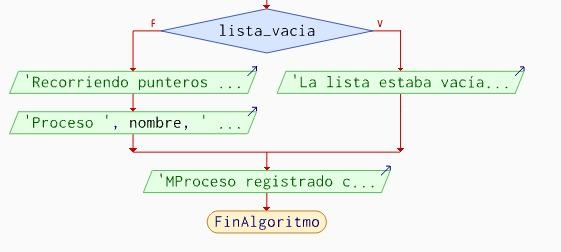 lista_vacia
F
V
'Recorriendo punteros ...
'La lista estaba vacía...
'Proceso ', nombre, ' ...
'MProceso registrado c...
FinAlgoritmo